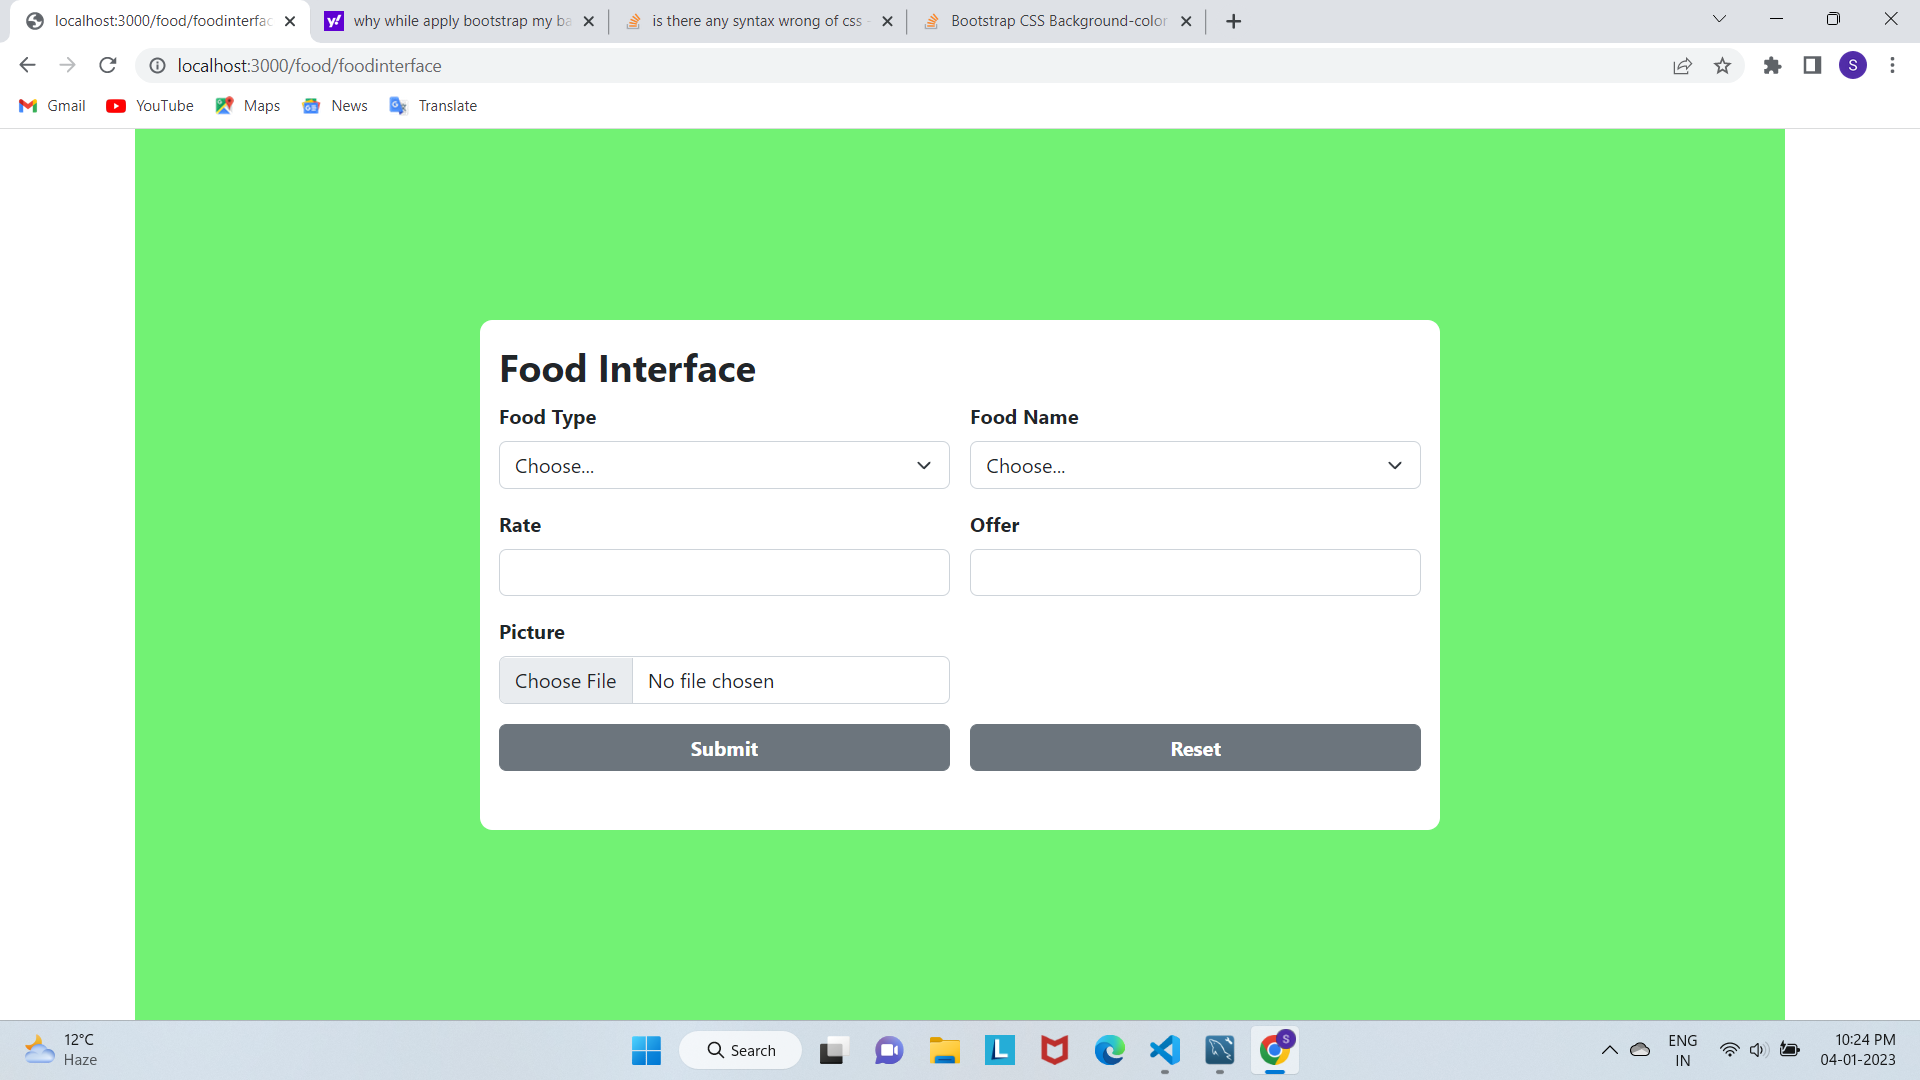 localhost:3000/food/foodinterfac
why while apply bootstrap my ba
is there any syntax wrong of css -
Bootstrap CSS Background-color
localhost:3000/food/foodinterface
S
Gmail YouTube Maps News Translate
Food Interface
Food Type Food Name
Choose... Choose...
Rate Offer
Picture
Choose File No file chosen
Submit Reset
12°C
Haze
Search
ENG
IN
10:24 PM
04-01-2023